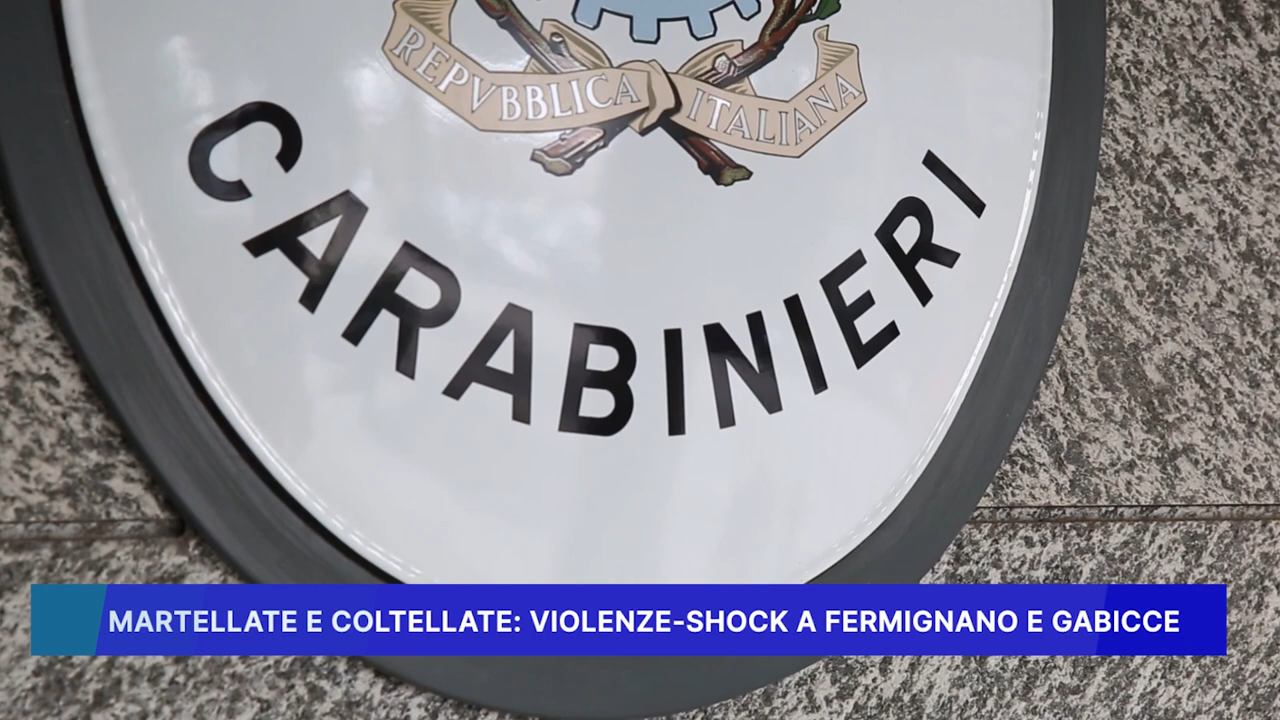 REPVBBLICA ITALIANA
CARABINIERI
MARTELLATE E COLTELLATE: VIOLENZE-SHOCK A FERMIGNANO E GABICCE